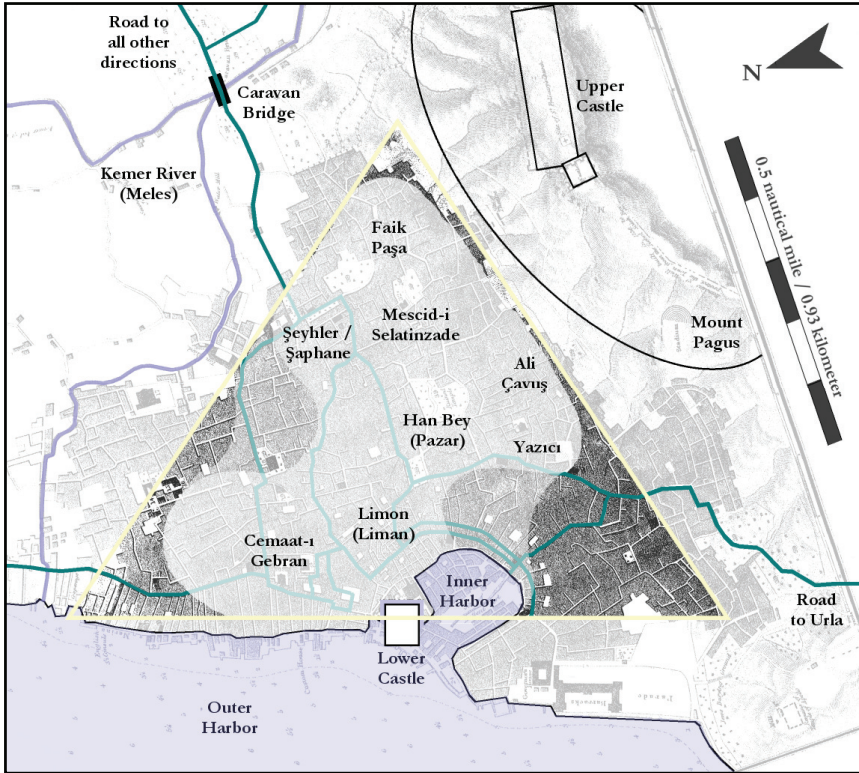 Road to
all other
directions
Caravan
Bridge
Upper
Castle
N
Kemer River
(Meles)
0.5 nautical mile / 0.93 kilometer
Faik
Paşa
Mescid-i
Selatinzade
Şeyhler /
Şaphane
Mount
Pagus
Ali
Çavuş
Han Bey
(Pazar)
Yazıcı
Limon
(Liman)
Cemaat-ı
Gebran
Inner
Harbor
Road
to Urla
Lower
Castle
Outer
Harbor
Parade
Barracks